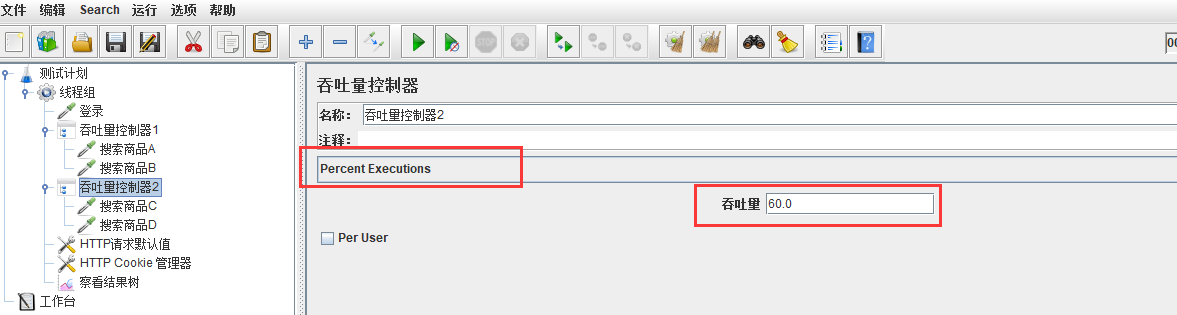 文件 编辑 Search 运行 选项 帮助
00
测试计划
线程组
登录
吞吐量控制器1
搜索商品A
搜索商品B
吞吐量控制器2
搜索商品C
搜索商品D
HTTP请求默认值
HTTP Cookie 管理器
察看结果树
工作台
吞吐量控制器
名称： 吞吐量控制器2
注释：
Percent Executions
吞吐量 60.0
Per User